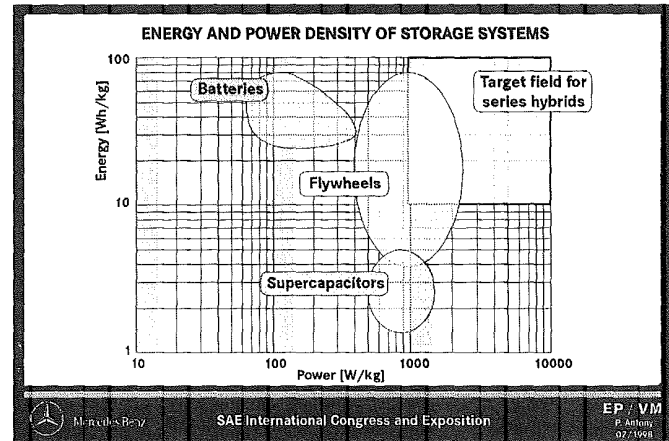 ENERGY AND POWER DENSITY OF STORAGE SYSTEMS
100
Batteries
Target field for
series hybrids
Energy [Wh/kg]
Flywheels
10
Supercapacitors
1
10
100
1000
10000
Power [W/kg]
Mercedes-Benz
SAE International Congress and Exposition
EP / VM
P. Antony
02/1998